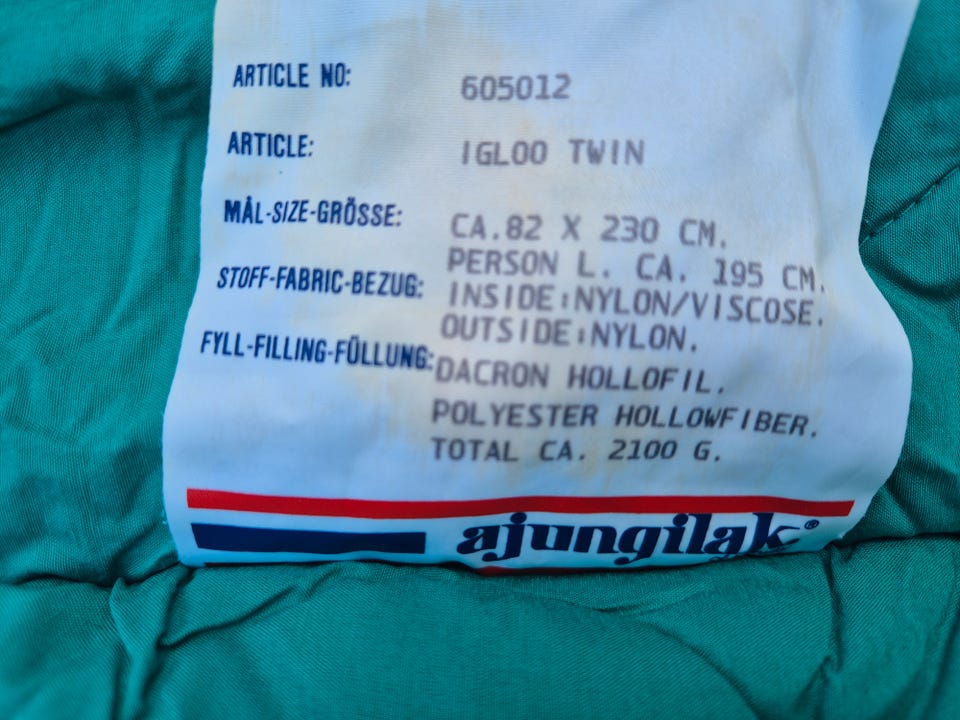 ARTICLE NO: 605012
ARTICLE: IGLOO TWIN
MÅL-SIZE-GRÖSSE: CA.82 X 230 CM.
PERSON L. CA. 195 CM.
STOFF-FABRIC-BEZUG: INSIDE:NYLON/VISCOSE.
OUTSIDE:NYLON.
FYLL-FILLING-FÜLLUNG: DACRON HOLLOFIL.
POLYESTER HOLLOWFIBER.
TOTAL CA. 2100 G.
ajungilak®